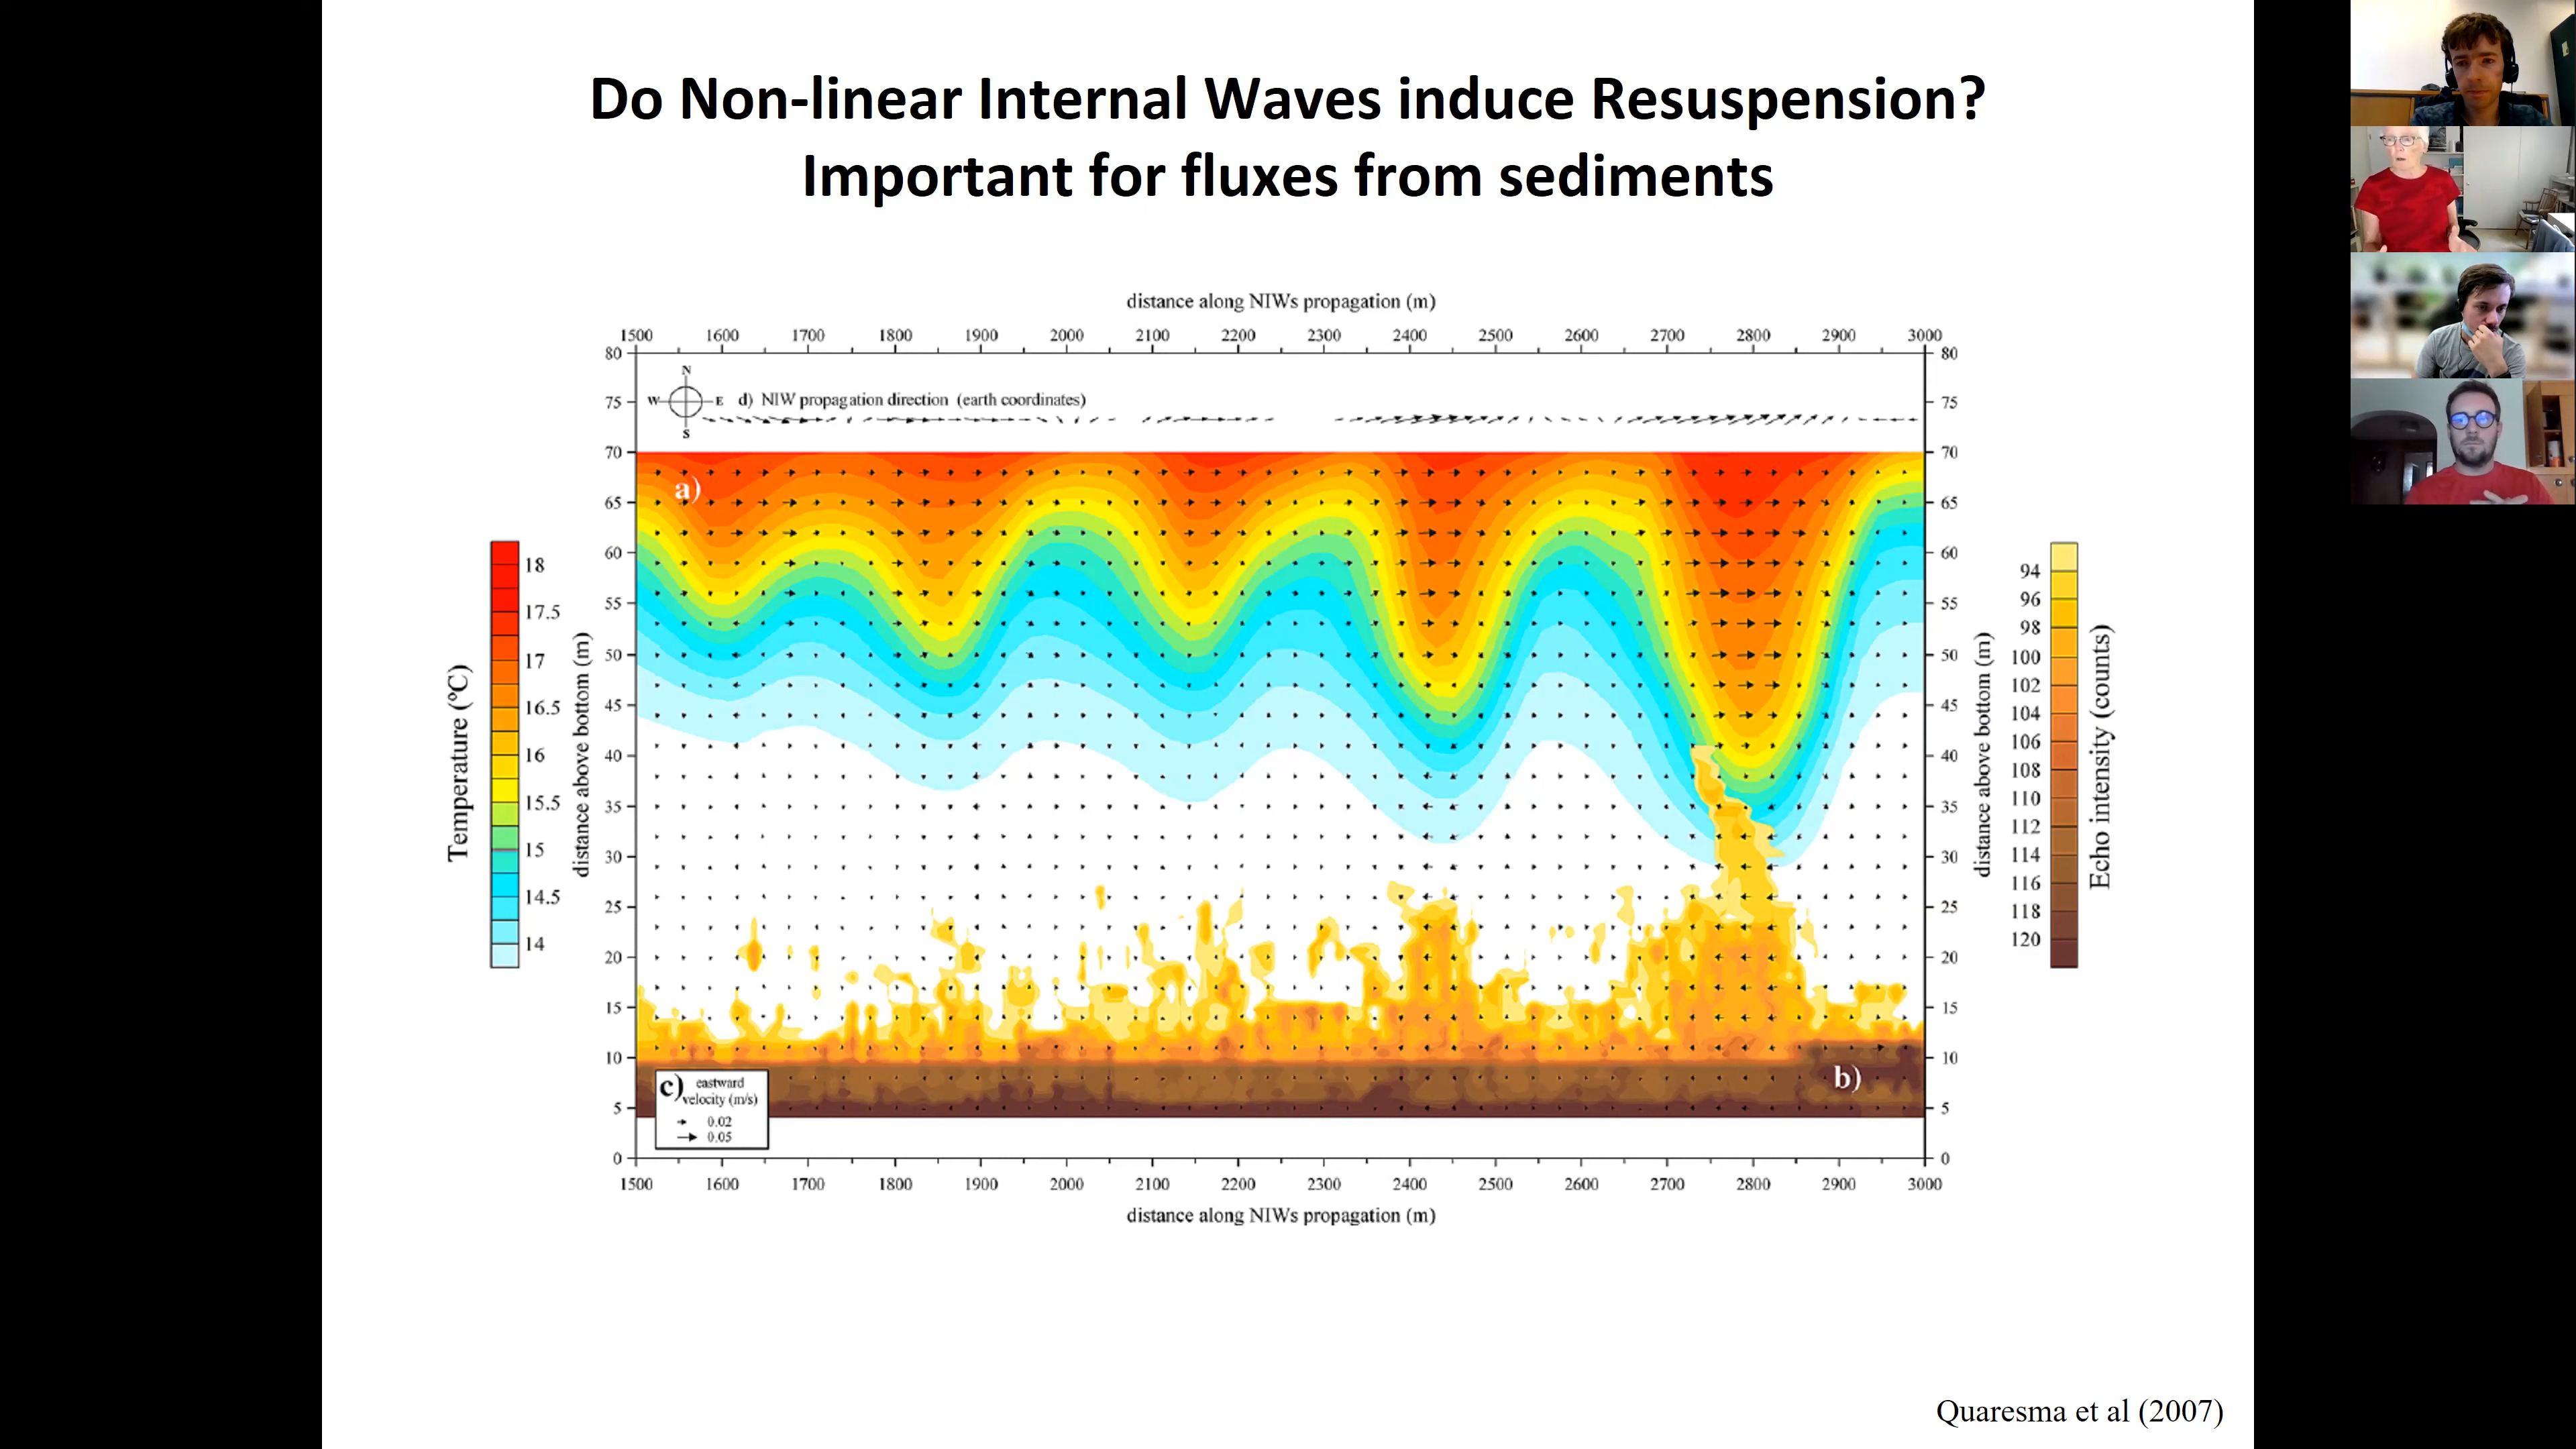 Do Non-linear Internal Waves induce Resuspension?
Important for fluxes from sediments
distance along NIWs propagation (m)
1500 1600 1700 1800 1900 2000 2100 2200 2300 2400 2500 2600 2700 2800 2900 3000
80 80
N
75 W E d) NIW propagation direction (earth coordinates) 75
S
70 70
a)
65 65
60 60
55 55
50 50
45 45
40 40
35 35
30 30
25 25
20 20
15 15
10 10
5 5
0 0
Temperature (ºC)
18
17.5
17
16.5
16
15.5
15
14.5
14
distance above bottom (m)
distance above bottom (m)
94
96
98
100
102
104
106
108
110
112
114
116
118
120
Echo intensity (counts)
b)
c) eastward
velocity (m/s)
0.02
0.05
1500 1600 1700 1800 1900 2000 2100 2200 2300 2400 2500 2600 2700 2800 2900 3000
distance along NIWs propagation (m)
Quaresma et al (2007)